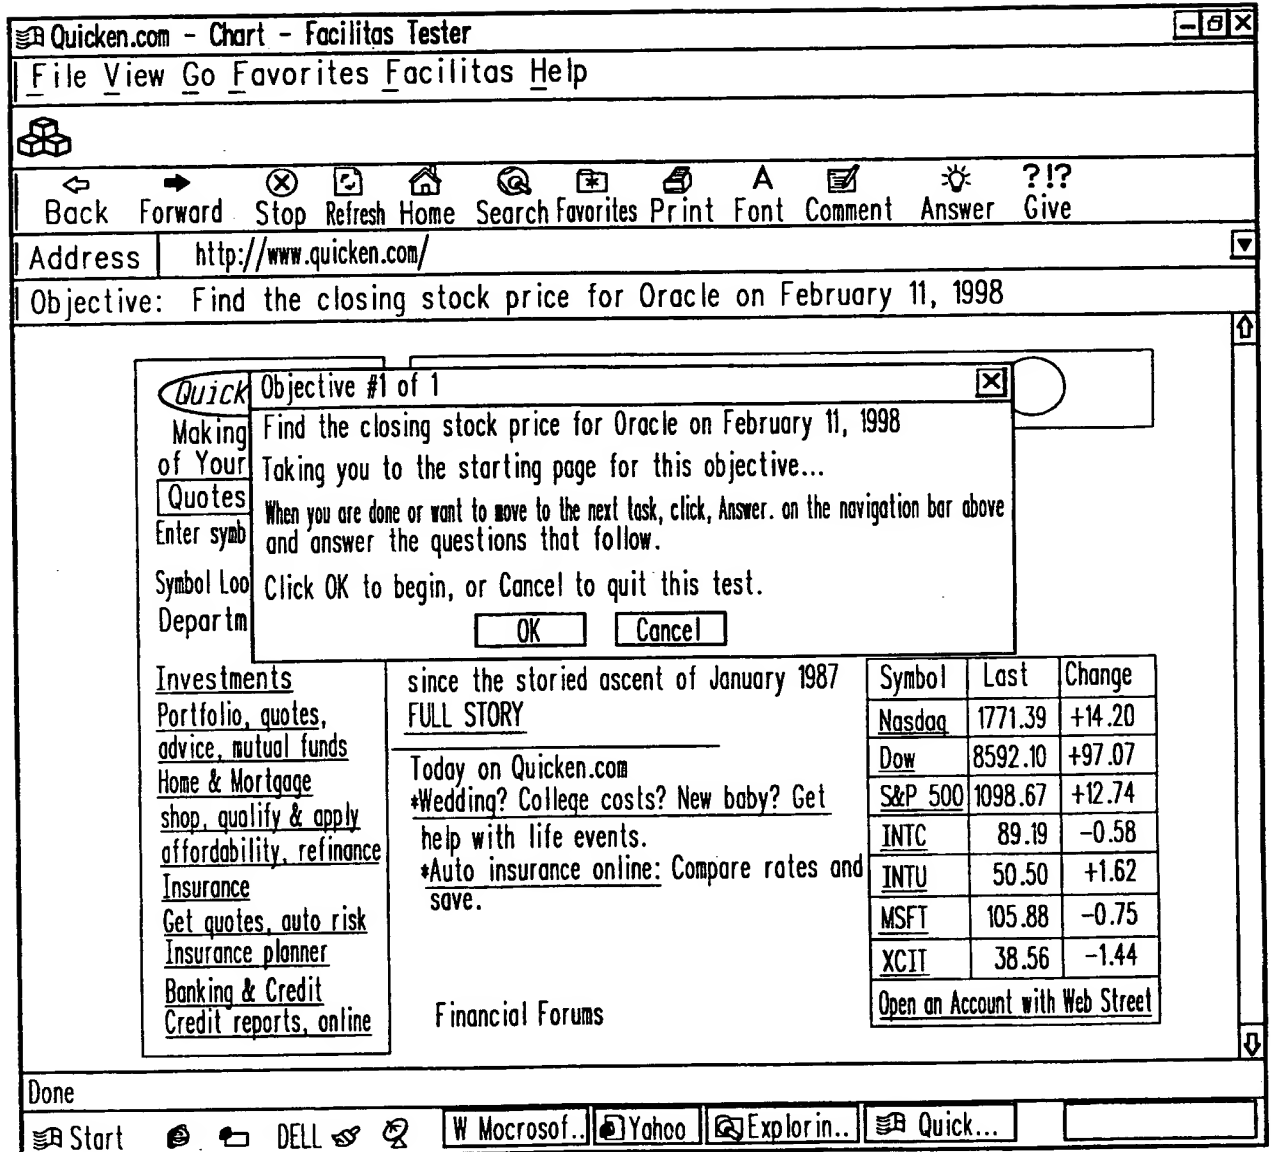 Quicken.com - Chart - Facilitas Tester
File View Go Favorites Facilitas Help
Back Forward Stop Refresh Home Search Favorites Print Font Comment Answer Give
?!?
Address http://www.quicken.com/
Objective: Find the closing stock price for Oracle on February 11, 1998
Quick
Making
of Your
Quotes
Enter symb
Symbol Loo
Departm
Objective #1 of 1
Find the closing stock price for Oracle on February 11, 1998
Taking you to the starting page for this objective...
When you are done or want to move to the next task, click, Answer. on the navigation bar above
and answer the questions that follow.
Click OK to begin, or Cancel to quit this test.
OK Cancel
Investments
Portfolio, quotes,
advice, mutual funds
Home & Mortgage
shop, qualify & apply
affordability, refinance
Insurance
Get quotes, auto risk
Insurance planner
Banking & Credit
Credit reports, online
since the storied ascent of January 1987
FULL STORY
Today on Quicken.com
*Wedding? College costs? New baby? Get
help with life events.
*Auto insurance online: Compare rates and
save.
Financial Forums
Symbol Last Change
Nasdaq 1771.39 +14.20
Dow 8592.10 +97.07
S&P 500 1098.67 +12.74
INTC 89.19 -0.58
INTU 50.50 +1.62
MSFT 105.88 -0.75
XCIT 38.56 -1.44
Open an Account with Web Street
Done
Start DELL W Mocrosof.. Yahoo Explorin.. Quick...